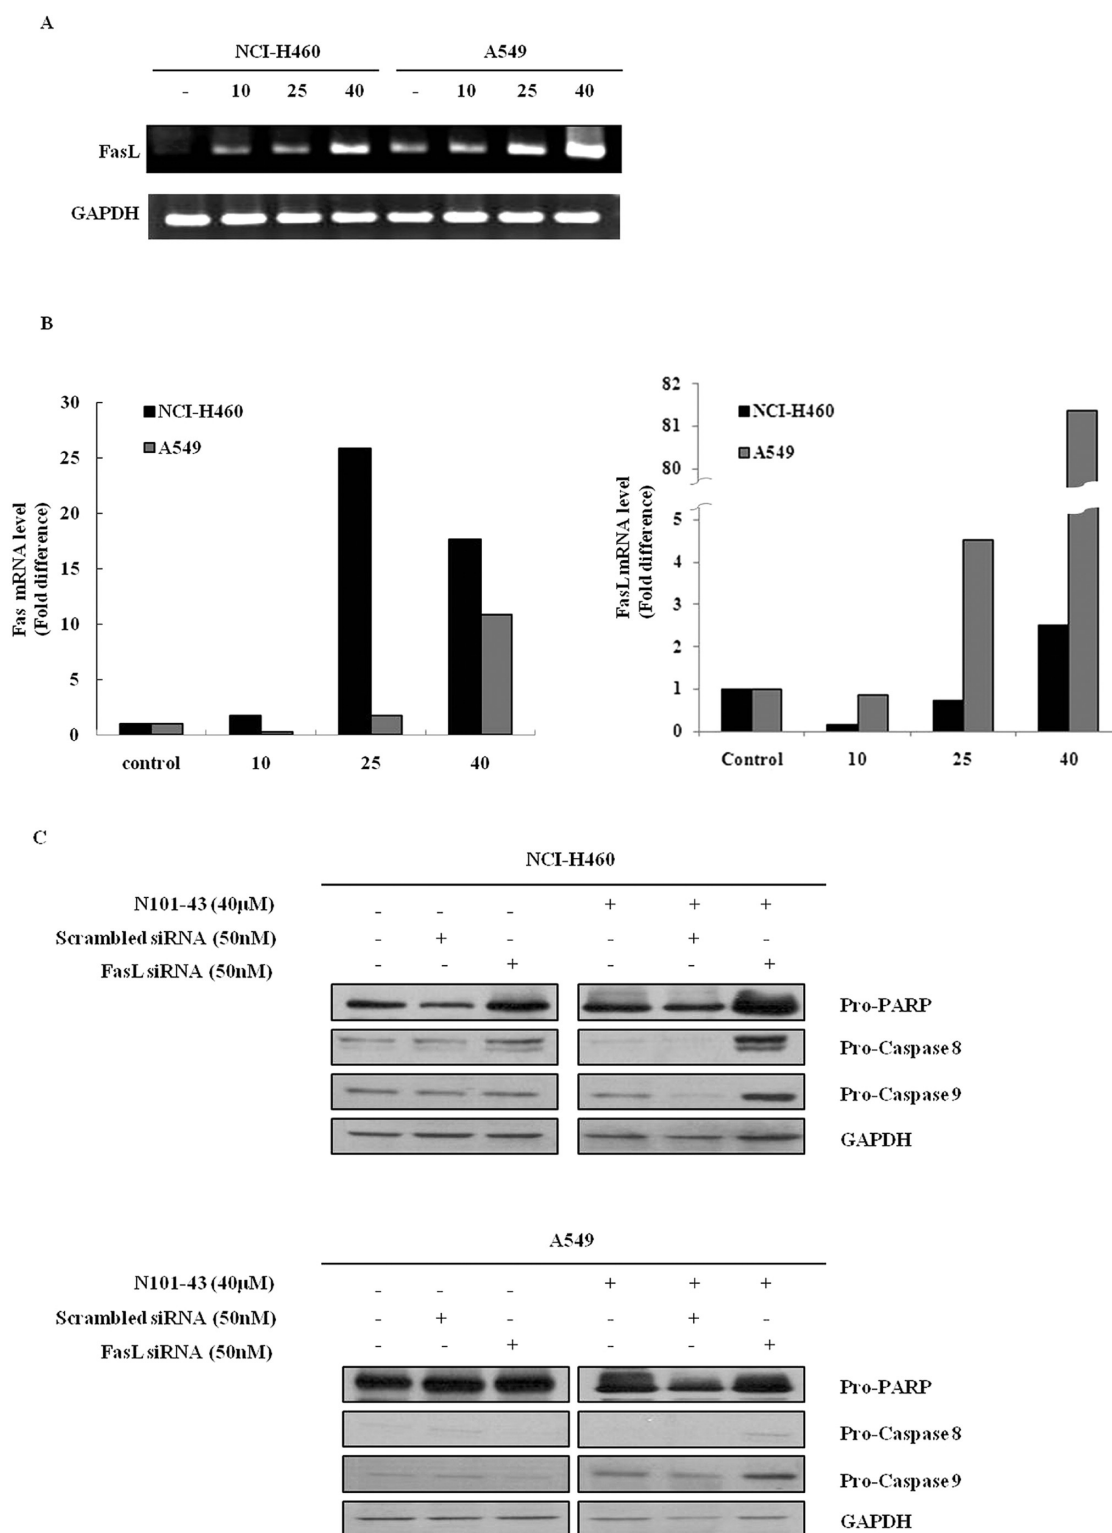 A
NCI-H460 A549
- 10 25 40 - 10 25 40
FasL
GAPDH
B
30
25
20
15
10
5
0
Fas mRNA level
(Fold difference)
NCI-H460
A549
control 10 25 40
82
81
80
5
4
3
2
1
0
FasL mRNA level
(Fold difference)
NCI-H460
A549
Control 10 25 40
C
NCI-H460
N101-43 (40μM) - - - + + +
Scrambled siRNA (50nM) - + - - + -
FasL siRNA (50nM) - - + - - +
Pro-PARP
Pro-Caspase 8
Pro-Caspase 9
GAPDH
A549
N101-43 (40μM) - - - + + +
Scrambled siRNA (50nM) - + - - + -
FasL siRNA (50nM) - - + - - +
Pro-PARP
Pro-Caspase 8
Pro-Caspase 9
GAPDH